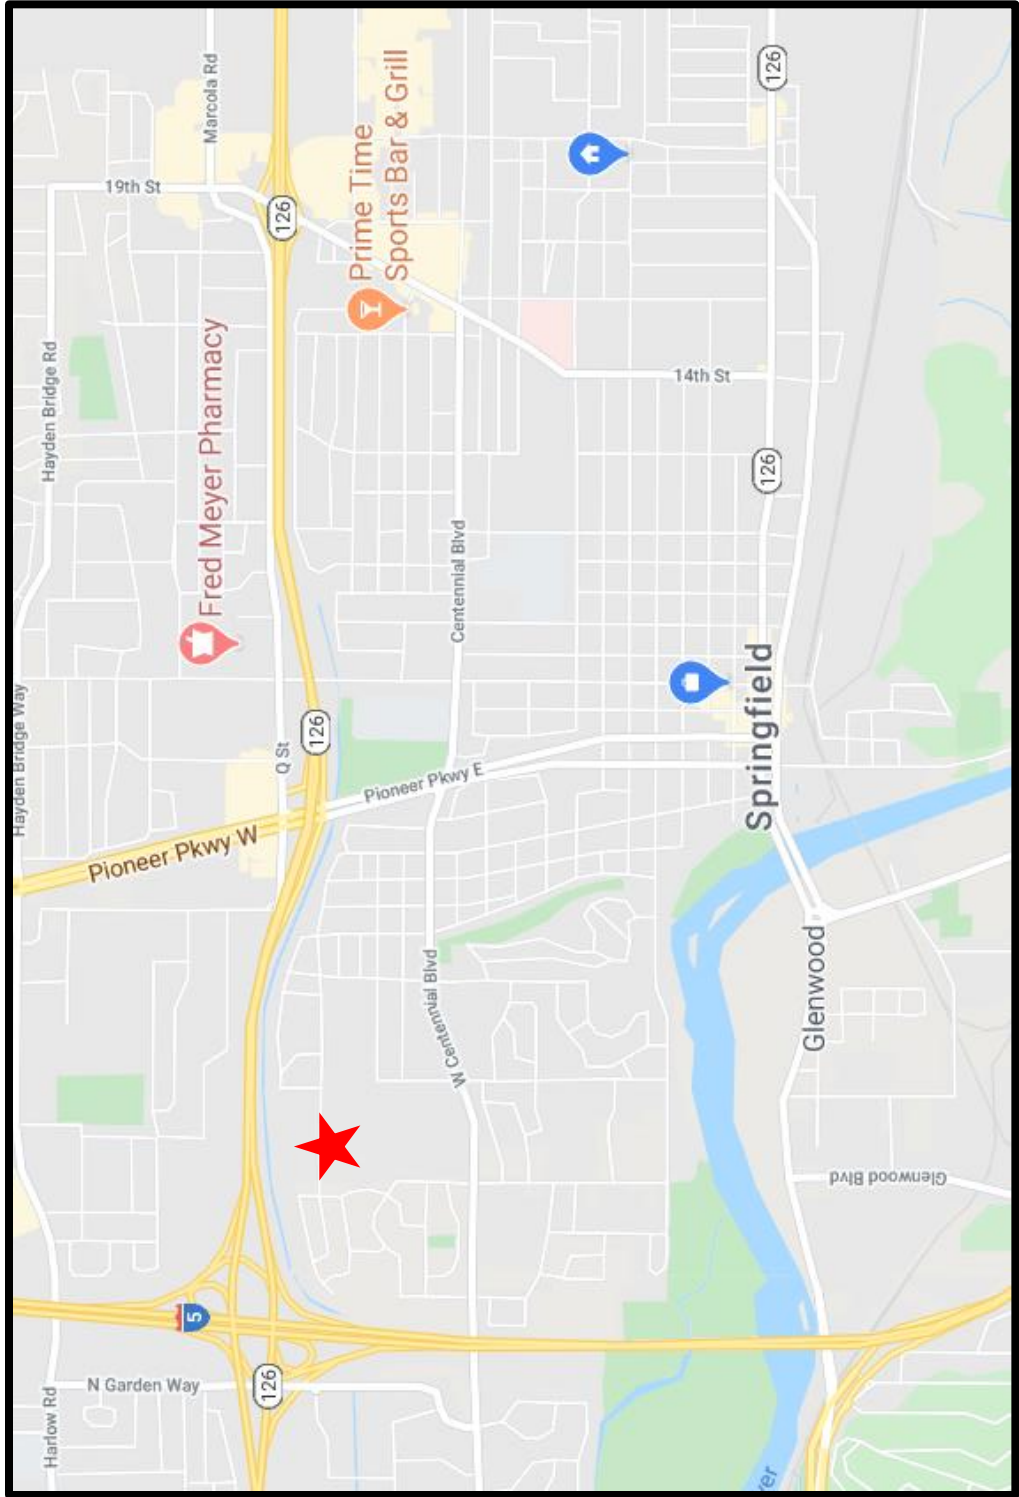 Marcola Rd
126
126
Prime Time
Sports Bar & Grill
19th St
126
Hayden Bridge Rd
Fred Meyer Pharmacy
14th St
126
Centennial Blvd
Hayden Bridge Way
Q St
126
Pioneer Pkwy E
Springfield
Pioneer Pkwy W
W Centennial Blvd
Glenwood
Glenwood Blvd
5
N Garden Way
126
Harlow Rd